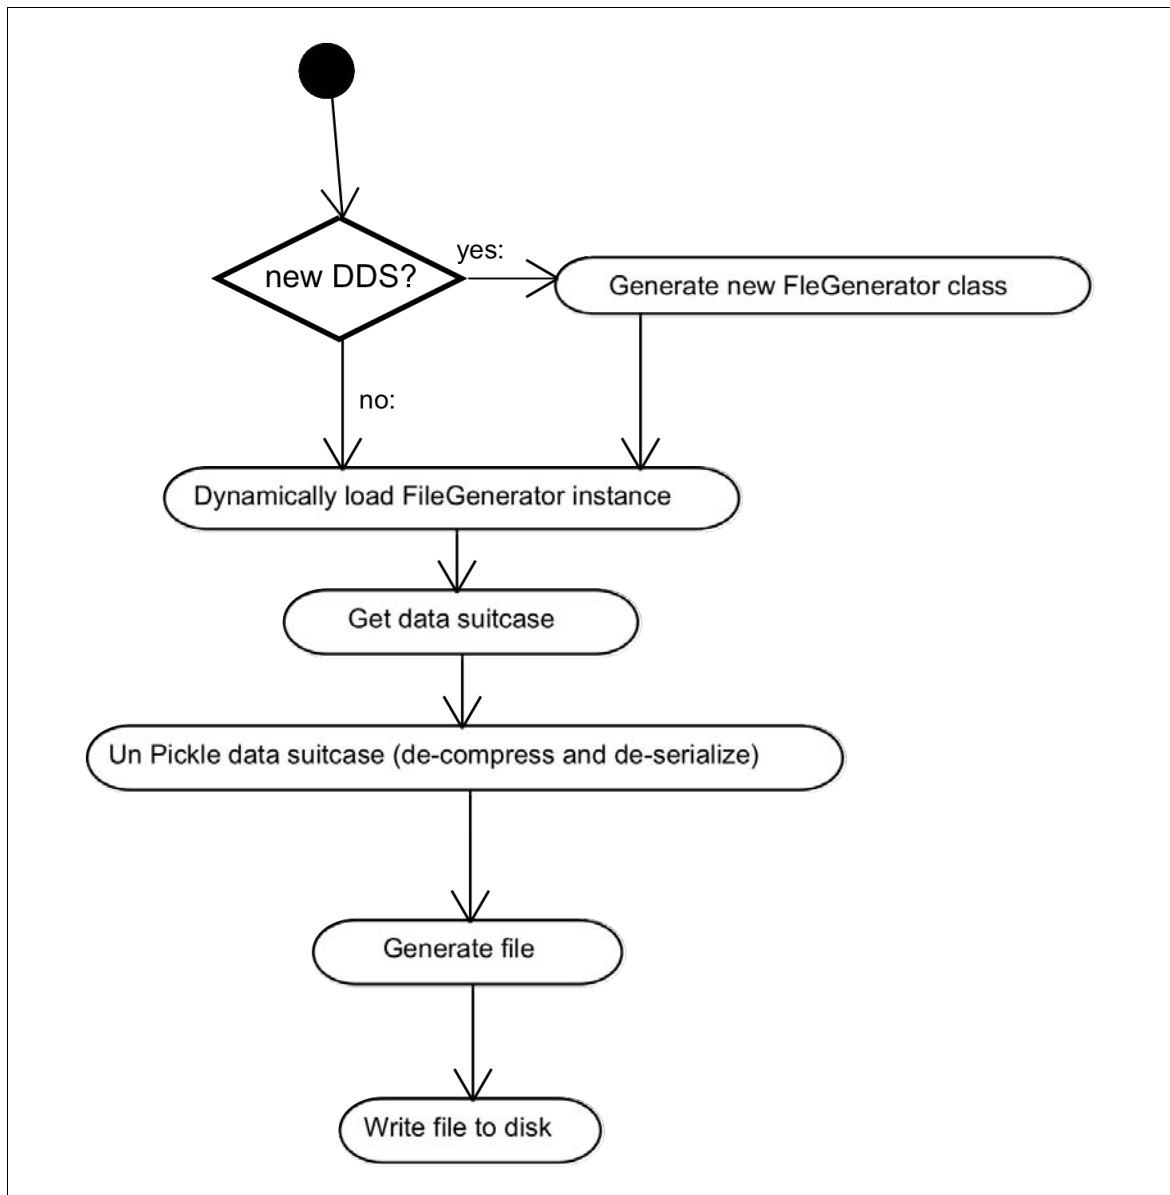 new DDS?
yes:
Generate new FleGenerator class
no:
Dynamically load FileGenerator instance
Get data suitcase
Un Pickle data suitcase (de-compress and de-serialize)
Generate file
Write file to disk